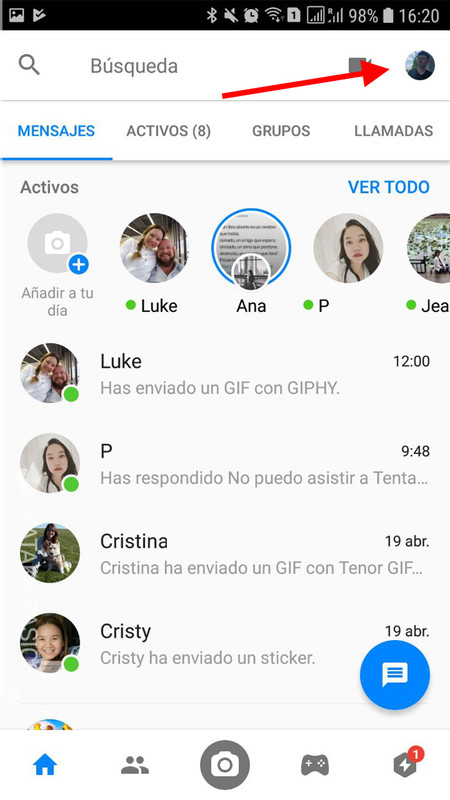 1 98% 16:20
Búsqueda
MENSAJES ACTIVOS (8) GRUPOS LLAMADAS
Activos VER TODO
Añadir a tu
día
Luke Ana P Jea
Luke 12:00
Has enviado un GIF con GIPHY.
P 9:48
Has respondido No puedo asistir a Tenta...
Cristina 19 abr.
Cristina ha enviado un GIF con Tenor GIF...
Cristy 19 abr.
Cristy ha enviado un sticker.
1